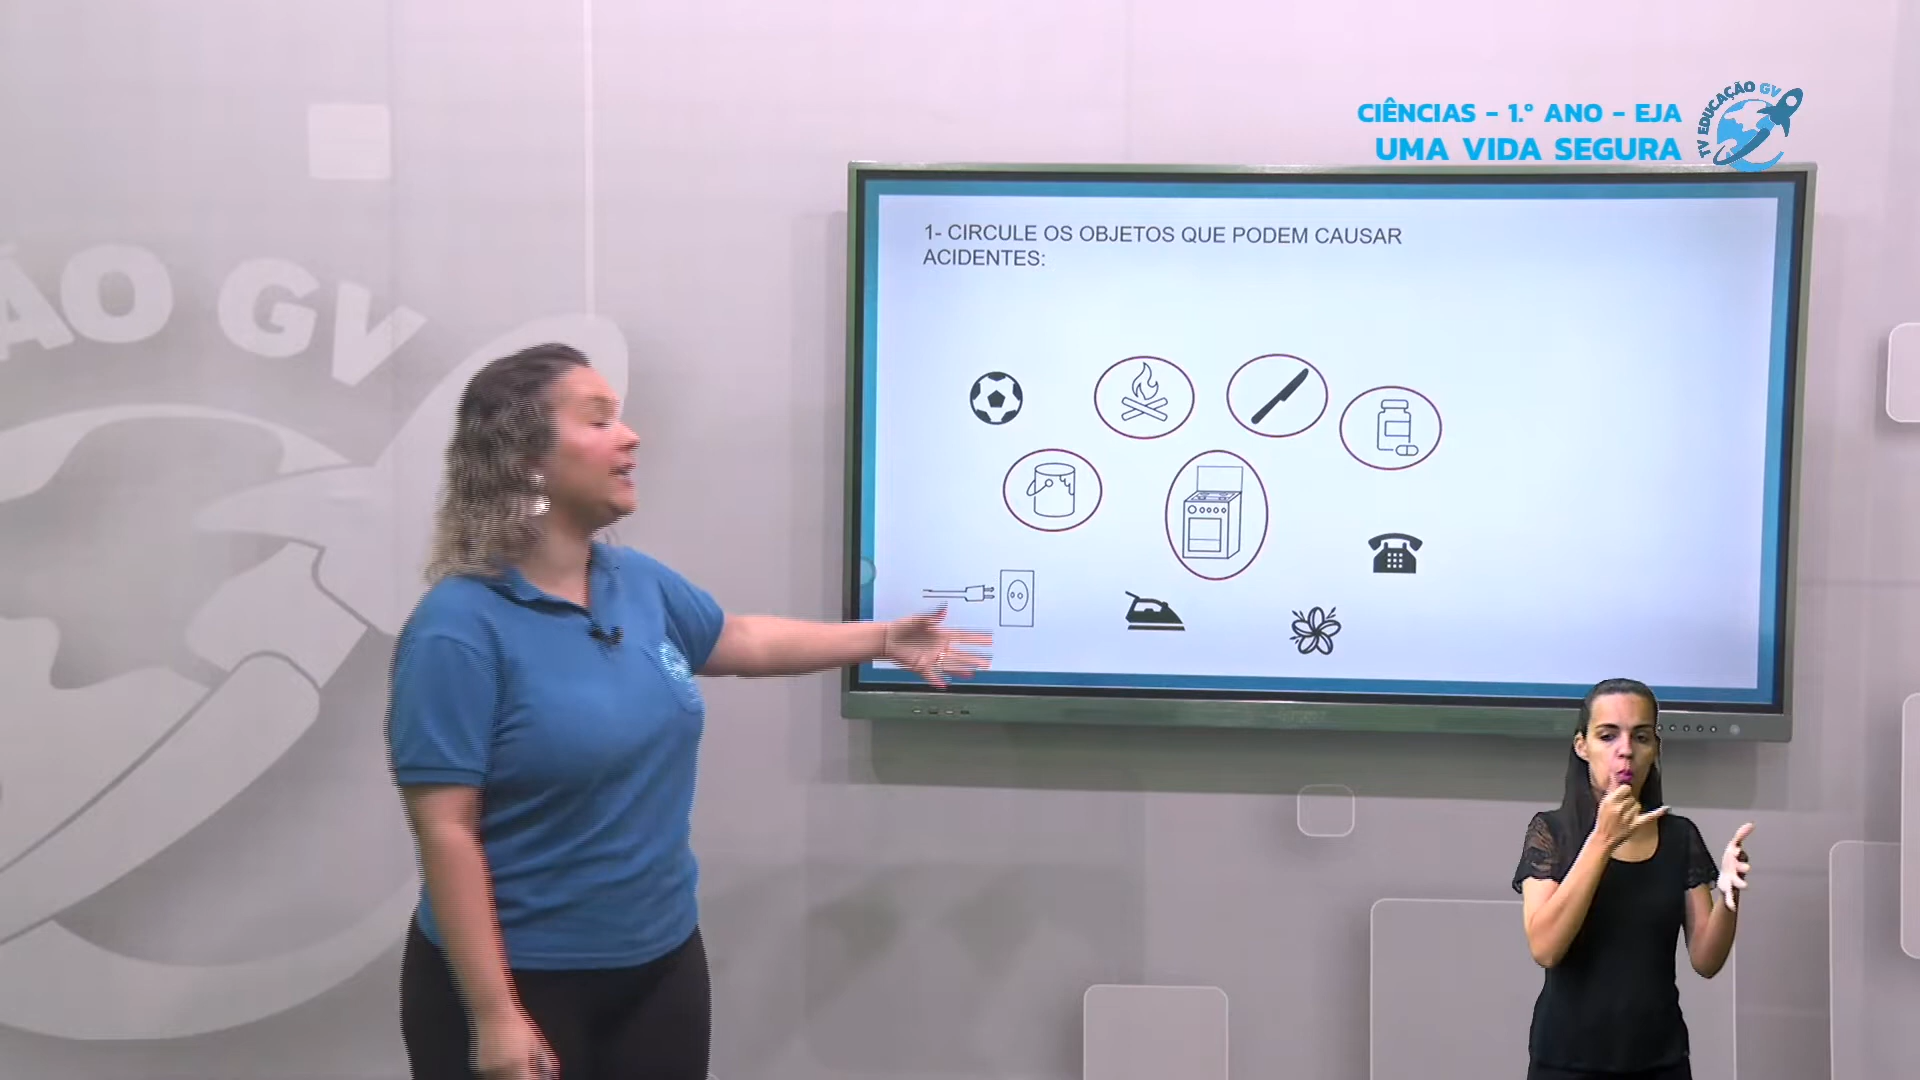 CIÊNCIAS - 1.º ANO - EJA
UMA VIDA SEGURA
TV EDUCAÇÃO GV
1- CIRCULE OS OBJETOS QUE PODEM CAUSAR
ACIDENTES:
ÃO GV